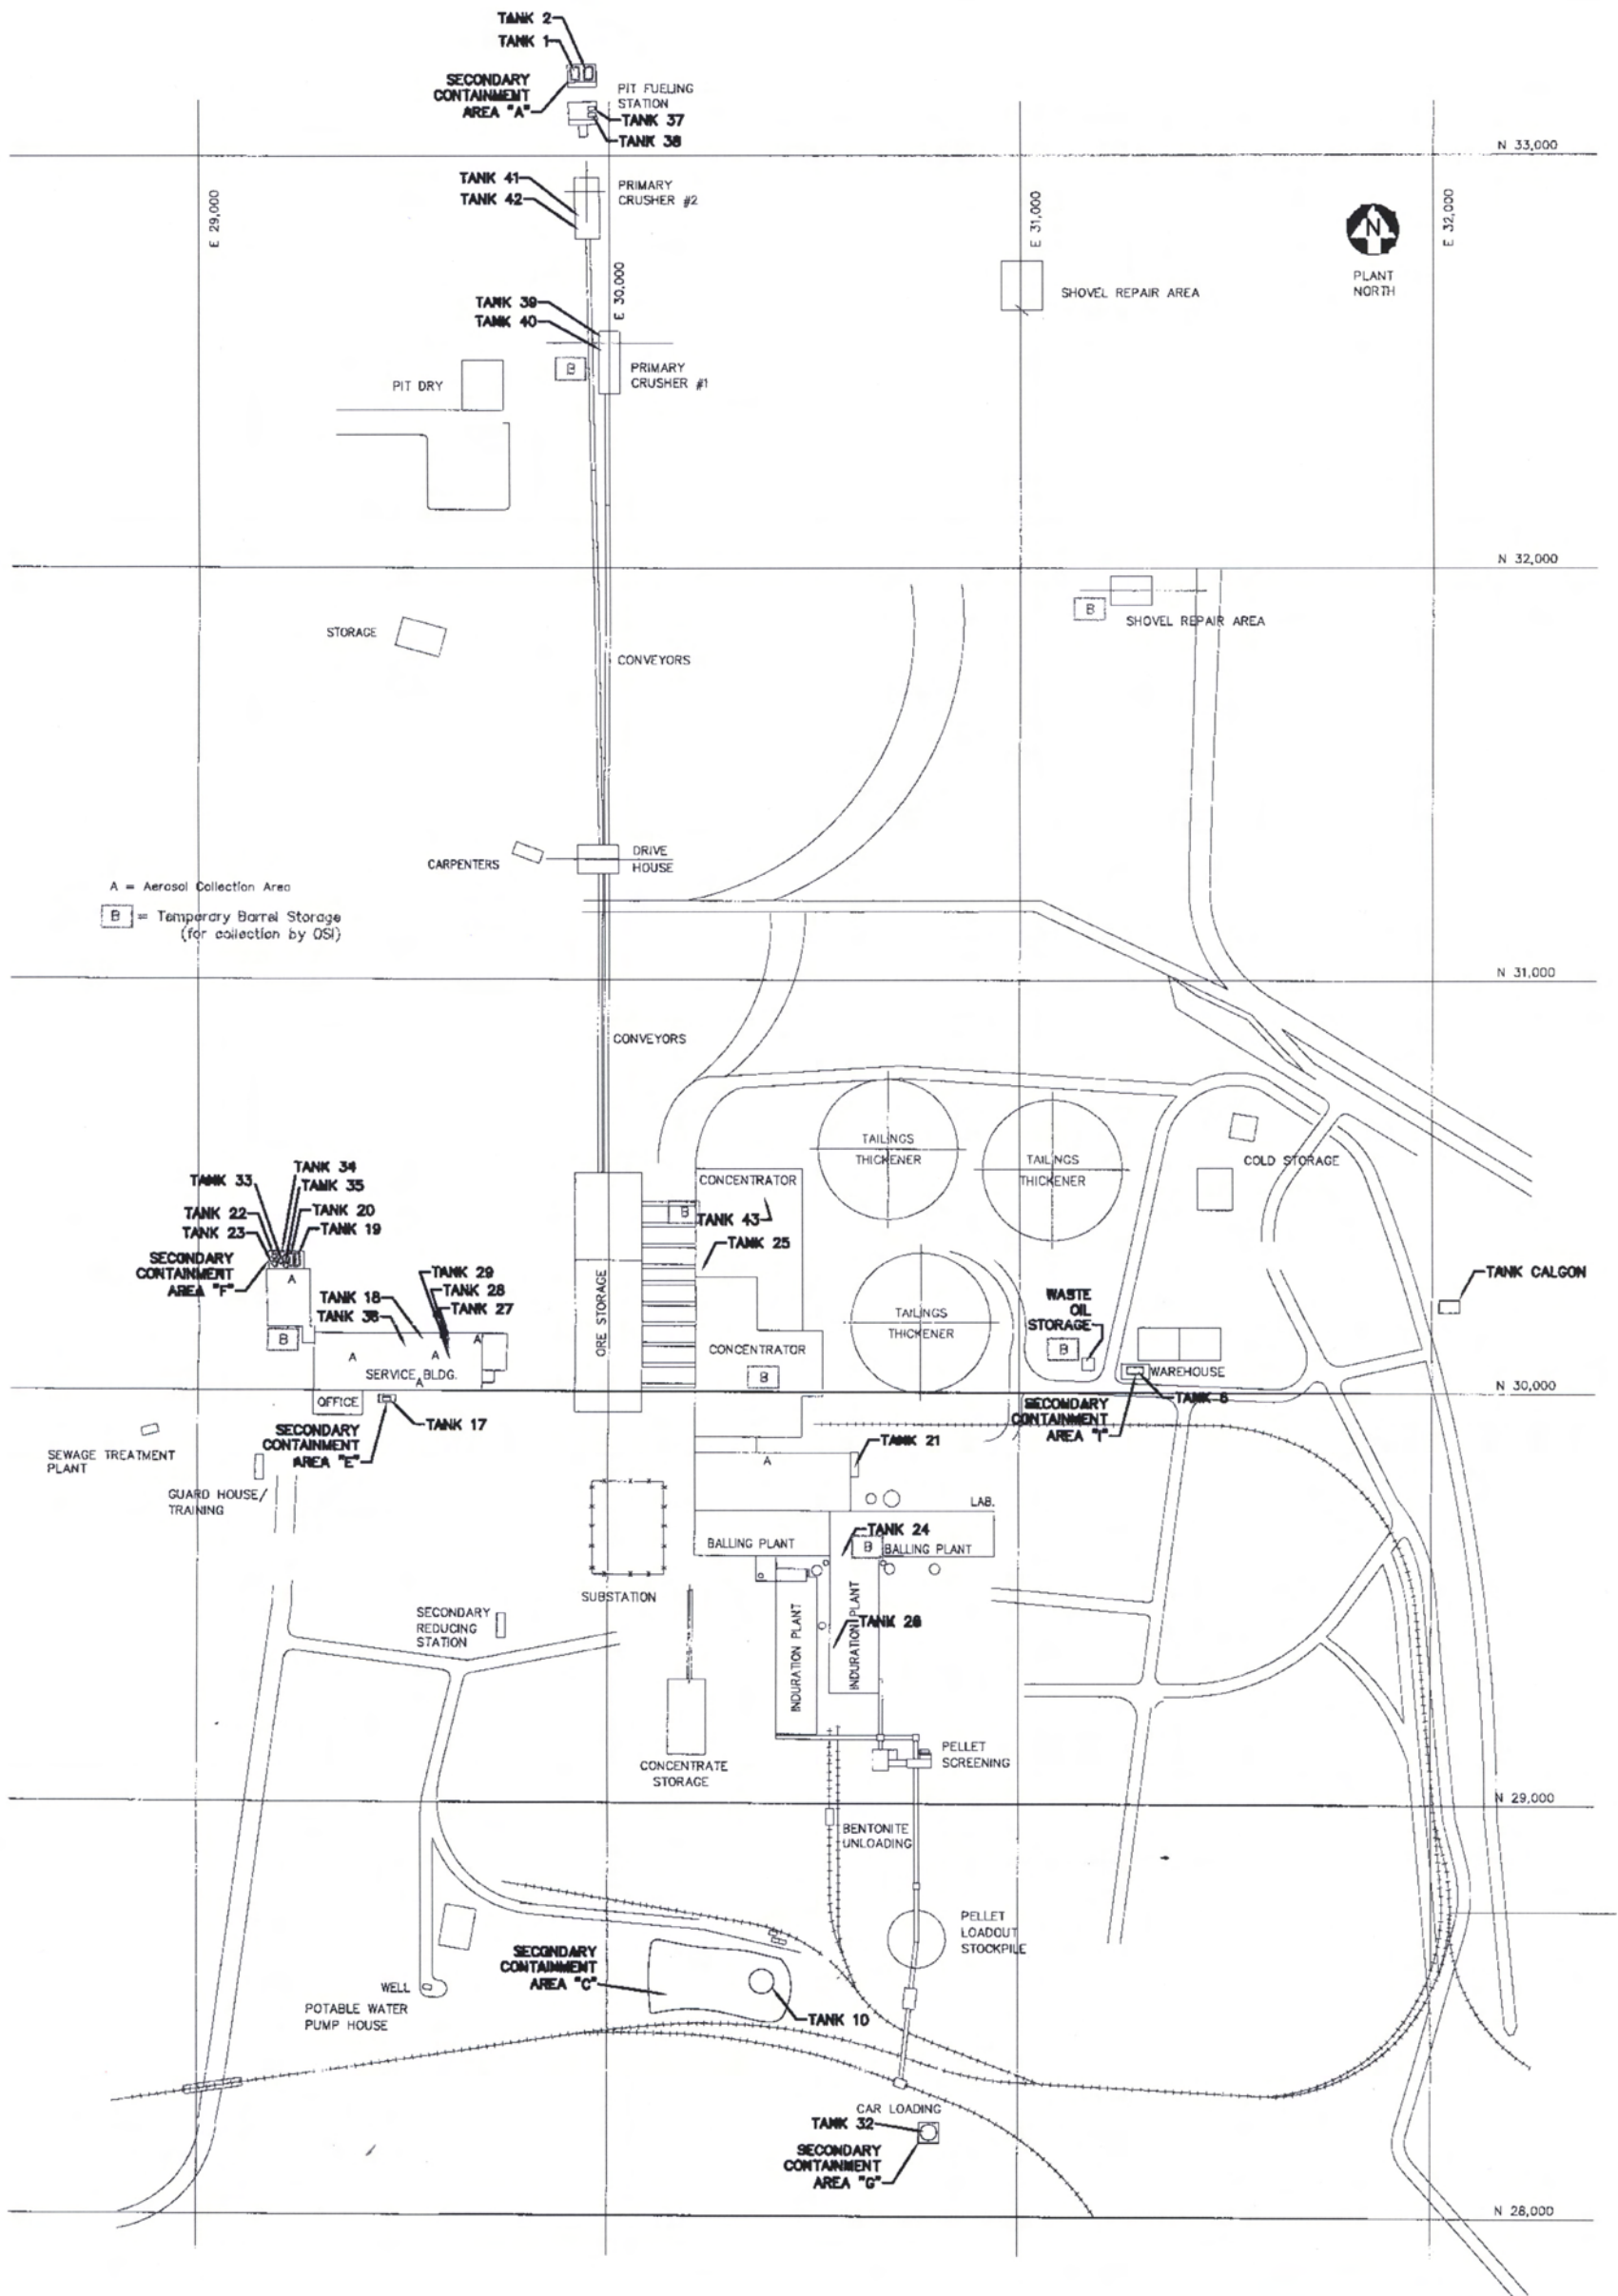 TANK 2
TANK 1
SECONDARY
CONTAINMENT
AREA "A"
PIT FUELING
STATION
TANK 37
TANK 38
N 33,000
TANK 41
TANK 42
PRIMARY
CRUSHER #2
E 29,000
E 31,000
E 32,000
N
PLANT
NORTH
E 30,000
SHOVEL REPAIR AREA
TANK 39
TANK 40
B
PRIMARY
CRUSHER #1
PIT DRY
N 32,000
B
SHOVEL REPAIR AREA
STORAGE
CONVEYORS
CARPENTERS
DRIVE
HOUSE
A = Aerosol Collection Area
B = Temporary Barrel Storage
(for collection by OSI)
N 31,000
CONVEYORS
TAILINGS
THICKENER
TAILINGS
THICKENER
COLD STORAGE
TANK 34
TANK 33
TANK 35
TANK 22
TANK 20
TANK 23
TANK 19
SECONDARY
CONTAINMENT
AREA "F"
A
CONCENTRATOR
B
TANK 43
TANK 25
TANK CALGON
TANK 29
TANK 28
TANK 27
TANK 18
TANK 36
B
A
A
A
A
SERVICE BLDG.
ORE STORAGE
TAILINGS
THICKENER
WASTE
OIL
STORAGE
B
CONCENTRATOR
B
WAREHOUSE
N 30,000
OFFICE
TANK 17
SECONDARY
CONTAINMENT
AREA "E"
TANK 6
SECONDARY
CONTAINMENT
AREA "I"
SEWAGE TREATMENT
PLANT
GUARD HOUSE/
TRAINING
TANK 21
A
LAB.
TANK 24
BALLING PLANT
B
BALLING PLANT
SUBSTATION
SECONDARY
REDUCING
STATION
INDURATION PLANT
INDURATION PLANT
TANK 26
CONCENTRATE
STORAGE
PELLET
SCREENING
N 29,000
BENTONITE
UNLOADING
PELLET
LOADOUT
STOCKPILE
SECONDARY
CONTAINMENT
AREA "C"
WELL
POTABLE WATER
PUMP HOUSE
TANK 10
CAR LOADING
TANK 32
SECONDARY
CONTAINMENT
AREA "G"
N 28,000